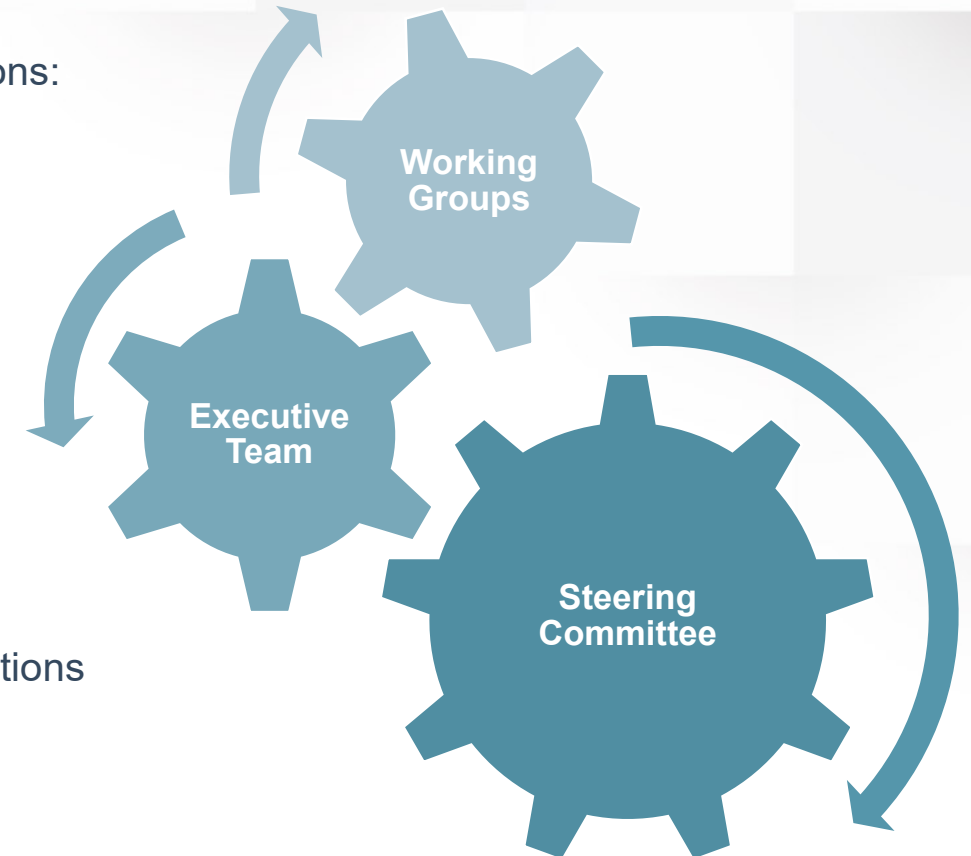 ons:
Working
Groups
Executive
Team
Steering
Committee
tions